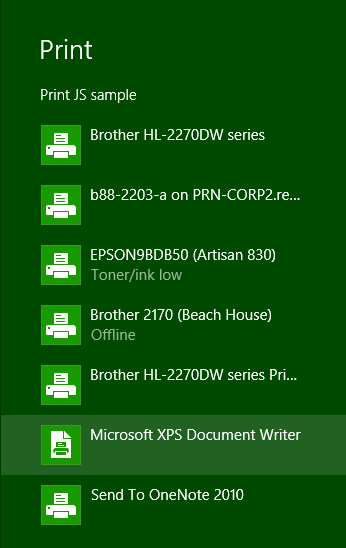 Print
Print JS sample
Brother HL-2270DW series
b88-2203-a on PRN-CORP2.re...
EPSON9BDB50 (Artisan 830)
Toner/ink low
Brother 2170 (Beach House)
Offline
Brother HL-2270DW series Pri...
Microsoft XPS Document Writer
Send To OneNote 2010